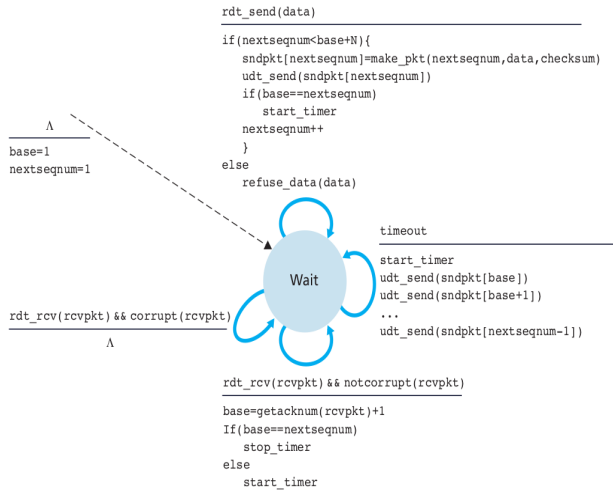 rdt_send(data)
if(nextseqnum<base+N){
sndpkt[nextseqnum]=make_pkt(nextseqnum,data,checksum)
udt_send(sndpkt[nextseqnum])
if(base==nextseqnum)
start_timer
nextseqnum++
}
else
refuse_data(data)
Λ
base=1
nextseqnum=1
Wait
timeout
start_timer
udt_send(sndpkt[base])
udt_send(sndpkt[base+1])
...
udt_send(sndpkt[nextseqnum-1])
rdt_rcv(rcvpkt) && corrupt(rcvpkt)
Λ
rdt_rcv(rcvpkt) && notcorrupt(rcvpkt)
base=getacknum(rcvpkt)+1
If(base==nextseqnum)
stop_timer
else
start_timer